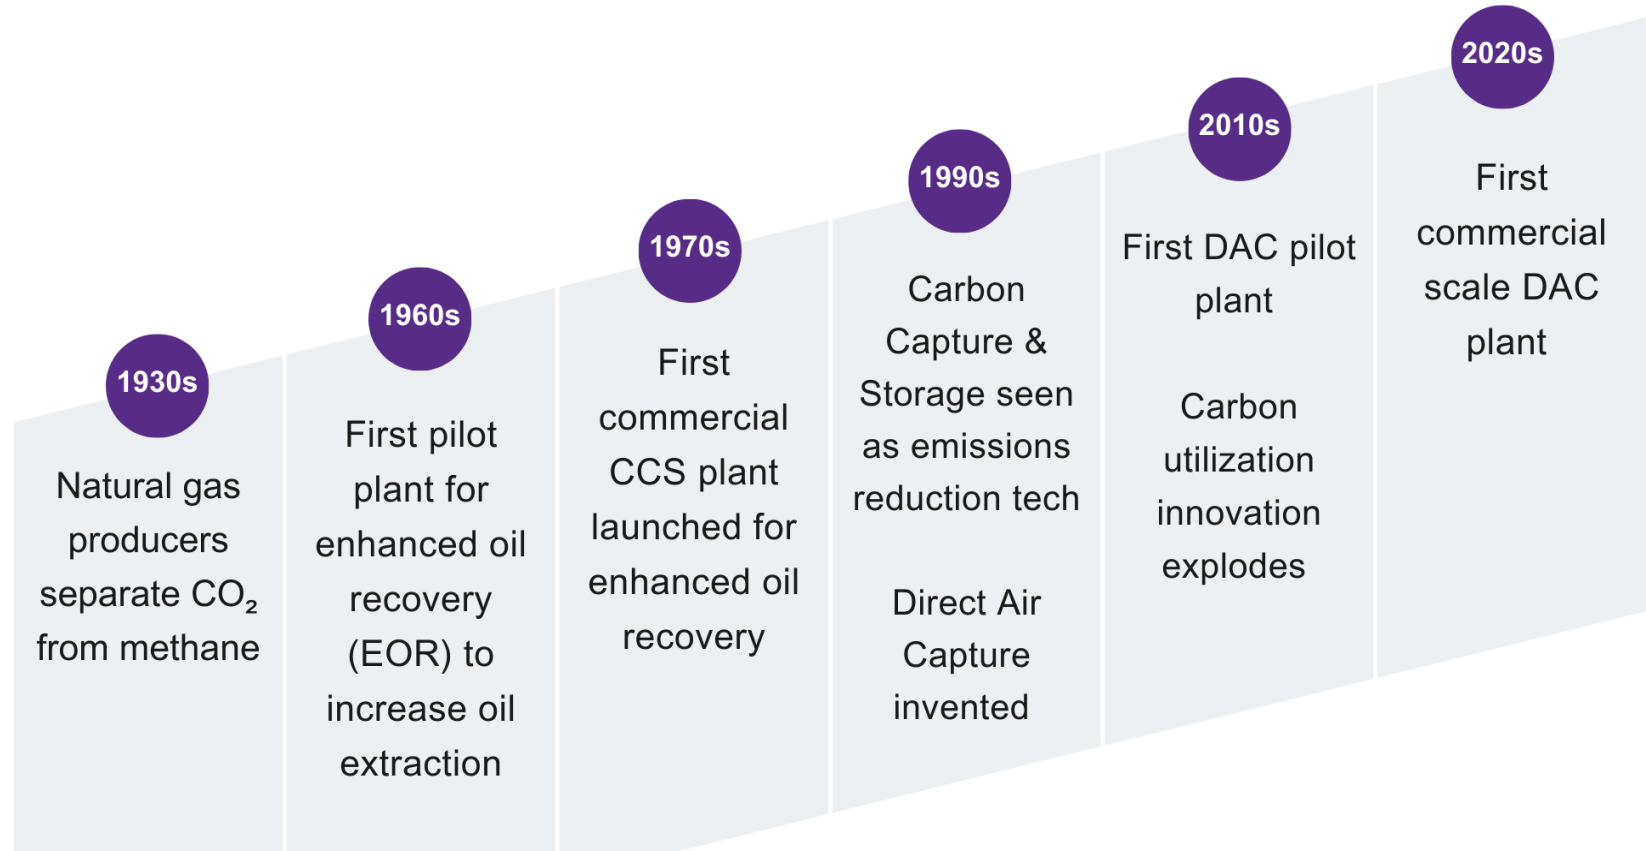 1930s
Natural gas
producers
separate CO₂
from methane
1960s
First pilot
plant for
enhanced oil
recovery
(EOR) to
increase oil
extraction
1970s
First
commercial
CCS plant
launched for
enhanced oil
recovery
1990s
Carbon
Capture &
Storage seen
as emissions
reduction tech
Direct Air
Capture
invented
2010s
First DAC pilot
plant
Carbon
utilization
innovation
explodes
2020s
First
commercial
scale DAC
plant